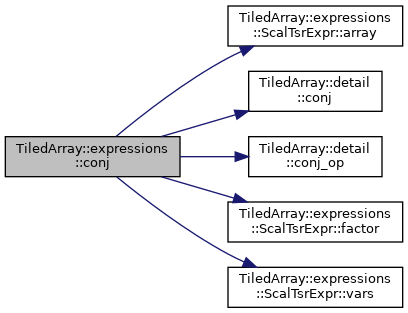 TiledArray::expressions
::ScalTsrExpr::array
TiledArray::detail
::conj
TiledArray::expressions
::conj
TiledArray::detail
::conj_op
TiledArray::expressions
::ScalTsrExpr::factor
TiledArray::expressions
::ScalTsrExpr::vars